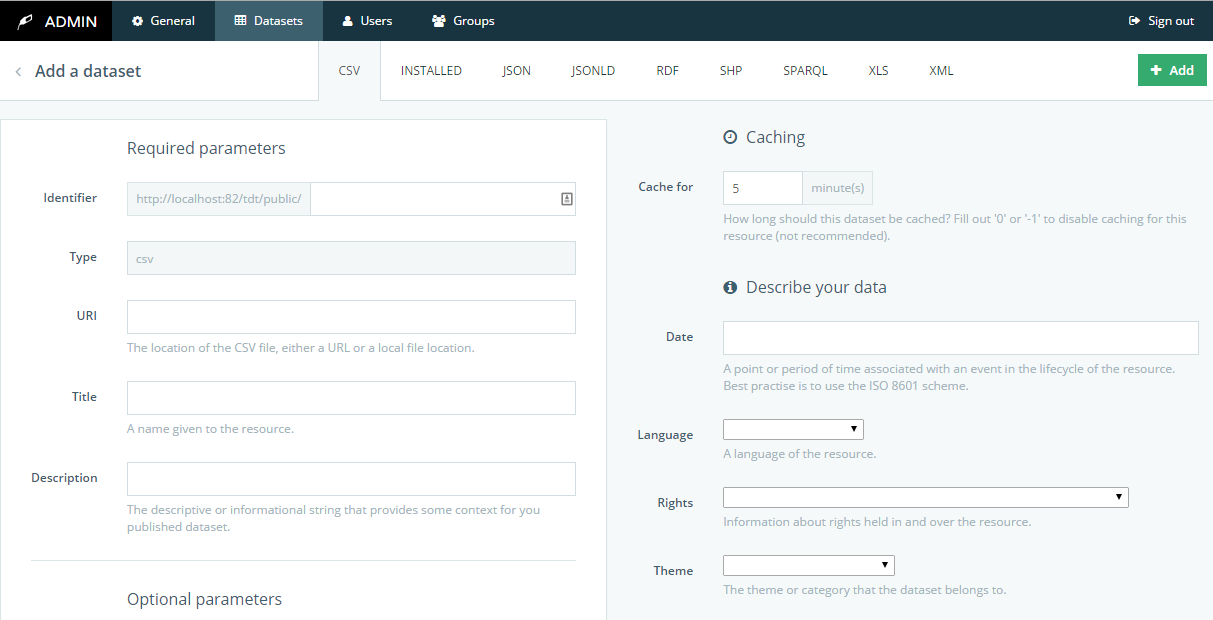 ADMIN General Datasets Users Groups Sign out
Add a dataset CSV INSTALLED JSON JSONLD RDF SHP SPARQL XLS XML Add
Required parameters
Identifier http://localhost:82/tdt/public/
Type csv
URI
The location of the CSV file, either a URL or a local file location.
Title
A name given to the resource.
Description
The descriptive or informational string that provides some context for you
published dataset.
Optional parameters
Caching
Cache for 5 minute(s)
How long should this dataset be cached? Fill out '0' or '-1' to disable caching for this
resource (not recommended).
Describe your data
Date
A point or period of time associated with an event in the lifecycle of the resource.
Best practise is to use the ISO 8601 scheme.
Language
A language of the resource.
Rights
Information about rights held in and over the resource.
Theme
The theme or category that the dataset belongs to.